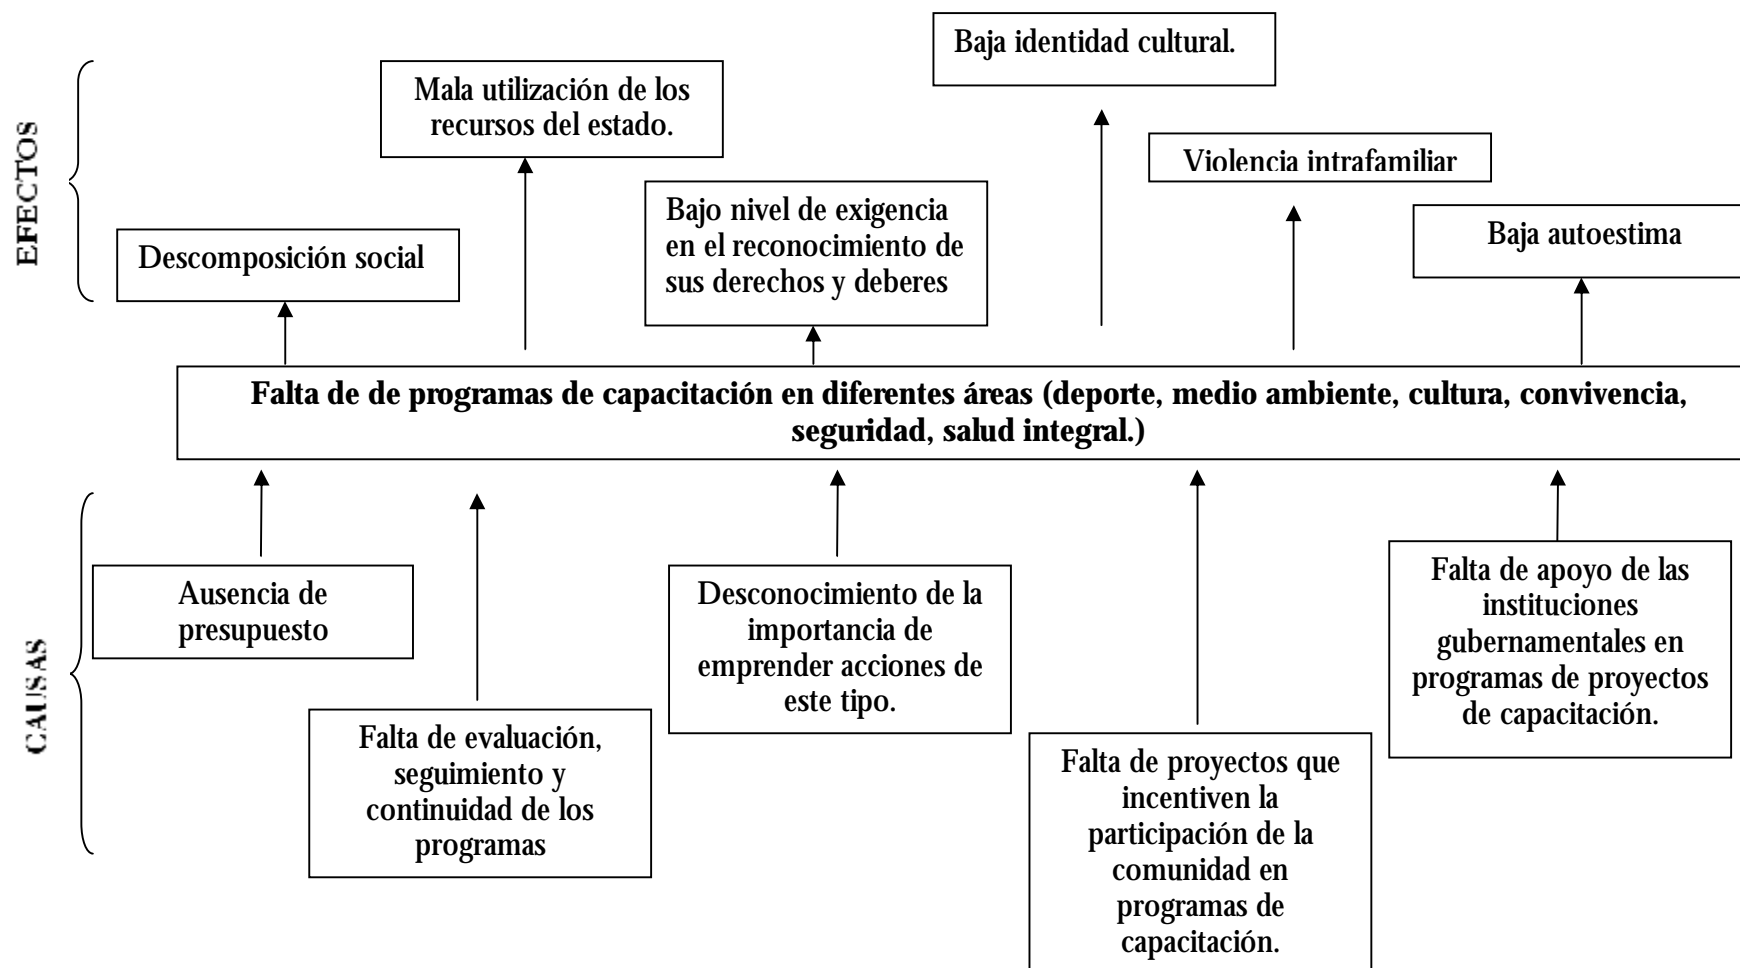 EFECTOS
Baja identidad cultural.
Mala utilización de los
recursos del estado.
Violencia intrafamiliar
Bajo nivel de exigencia
en el reconocimiento de
sus derechos y deberes
Baja autoestima
Descomposición social
Falta de de programas de capacitación en diferentes áreas (deporte, medio ambiente, cultura, convivencia,
seguridad, salud integral.)
CAUSAS
Ausencia de
presupuesto
Falta de evaluación,
seguimiento y
continuidad de los
programas
Desconocimiento de la
importancia de
emprender acciones de
este tipo.
Falta de proyectos que
incentiven la
participación de la
comunidad en
programas de
capacitación.
Falta de apoyo de las
instituciones
gubernamentales en
programas de proyectos
de capacitación.